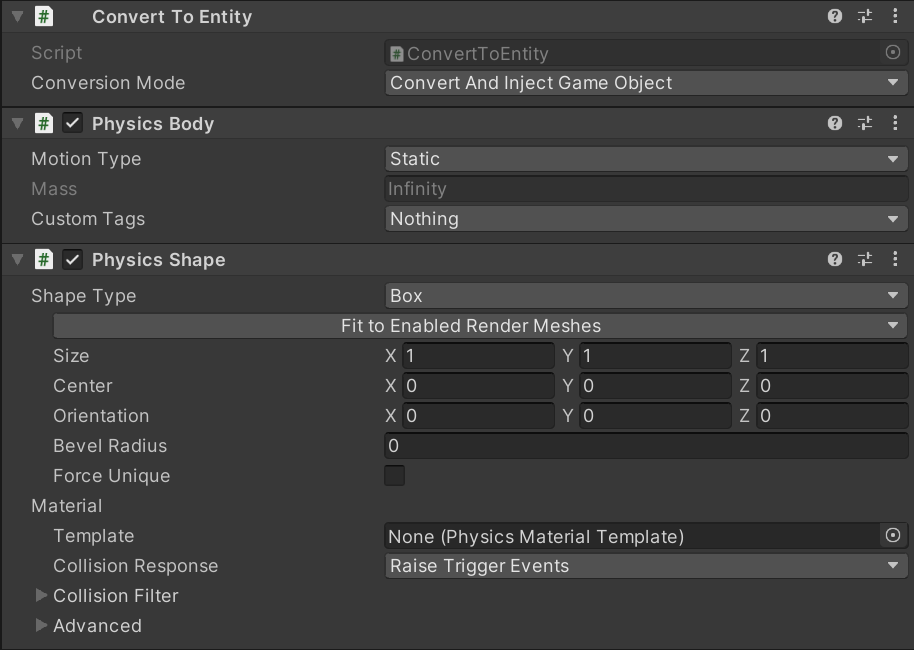 Convert To Entity
Script ConvertToEntity
Conversion Mode Convert And Inject Game Object
Physics Body
Motion Type Static
Mass Infinity
Custom Tags Nothing
Physics Shape
Shape Type Box
Fit to Enabled Render Meshes
Size X 1 Y 1 Z 1
Center X 0 Y 0 Z 0
Orientation X 0 Y 0 Z 0
Bevel Radius 0
Force Unique
Material
Template None (Physics Material Template)
Collision Response Raise Trigger Events
Collision Filter
Advanced